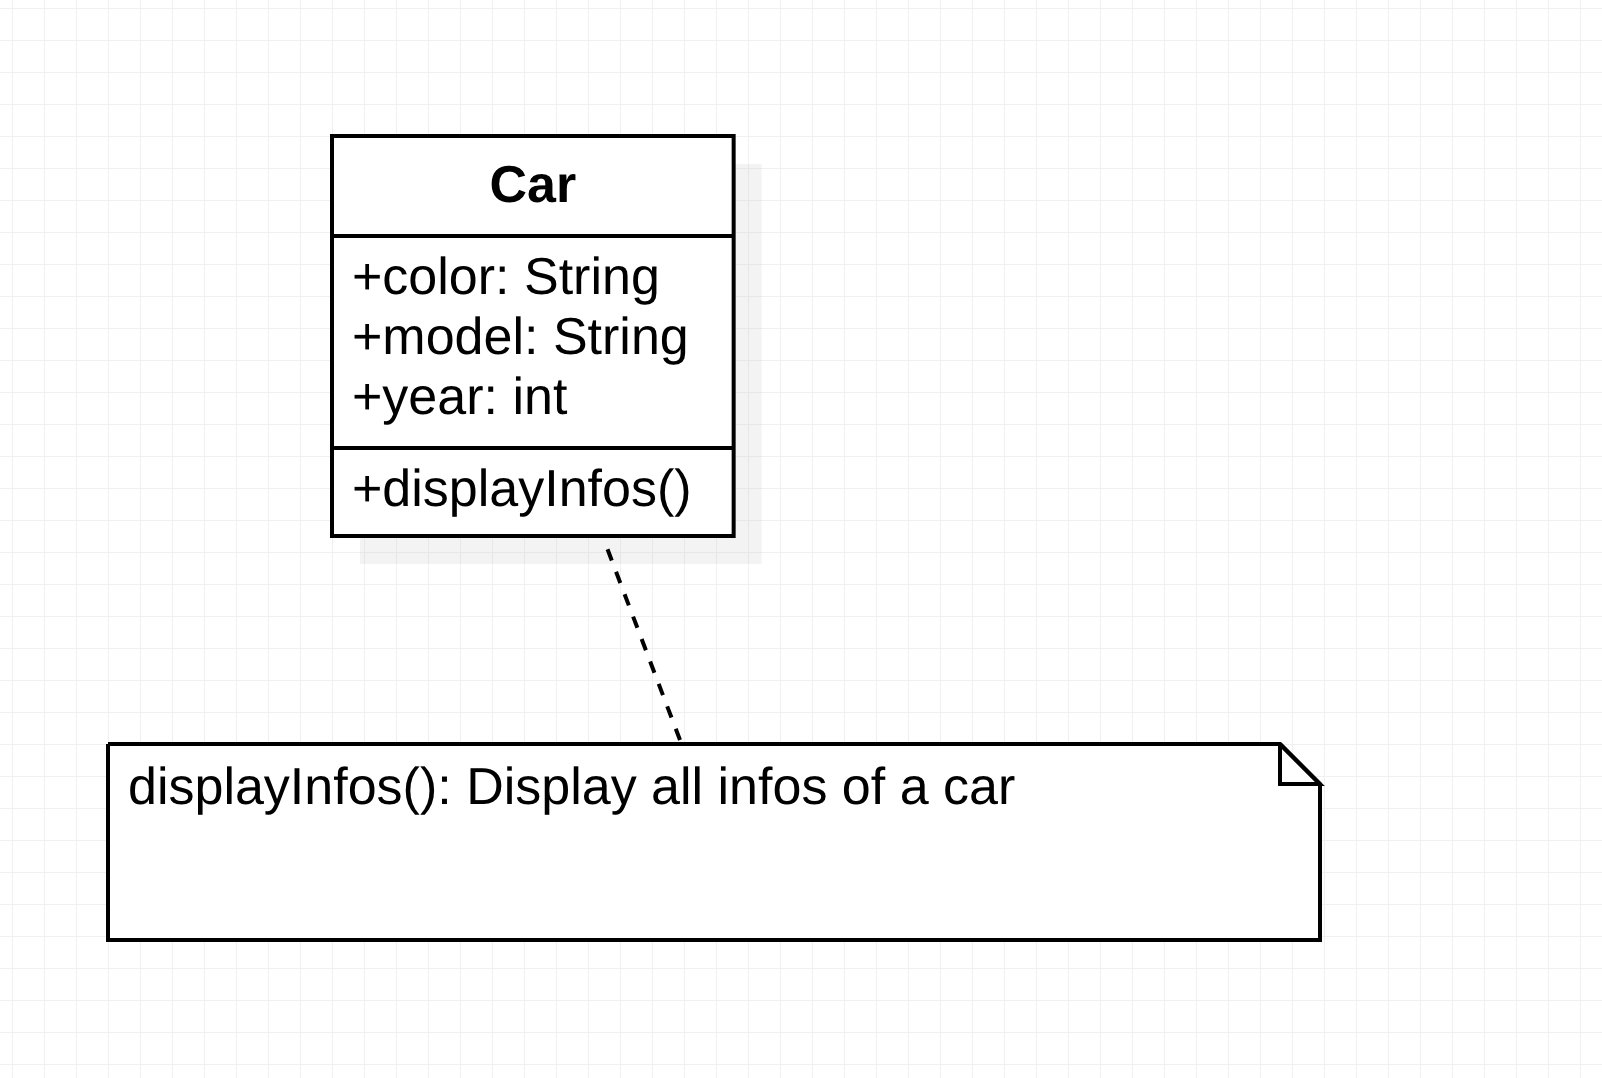 Car
+color: String
+model: String
+year: int
+displayInfos()
displayInfos(): Display all infos of a car